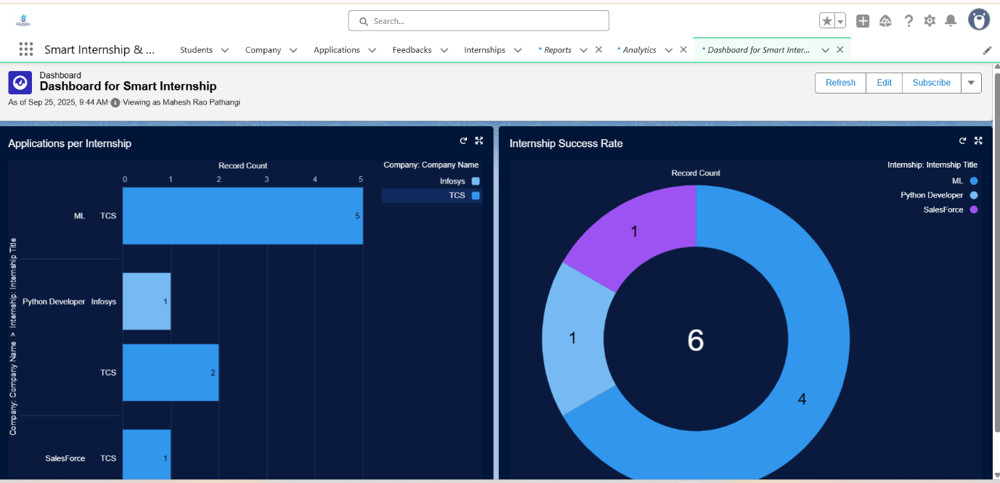 Search...
Smart Internship & ...
Students
Company
Applications
Feedbacks
Internships
* Reports
* Analytics
* Dashboard for Smart Inter...
Dashboard
Dashboard for Smart Internship
As of Sep 25, 2025, 9:44 AM·Viewing as Mahesh Rao Pathangi
Refresh
Edit
Subscribe
Applications per Internship
Record Count
0 1 2 3 4 5
Company: Company Name > Internship: Internship Title
ML TCS 5
Python Developer Infosys 1
TCS 2
SalesForce TCS 1
Company: Company Name
Infosys
TCS
Internship Success Rate
Record Count
1
1
6
4
Internship: Internship Title
ML
Python Developer
SalesForce